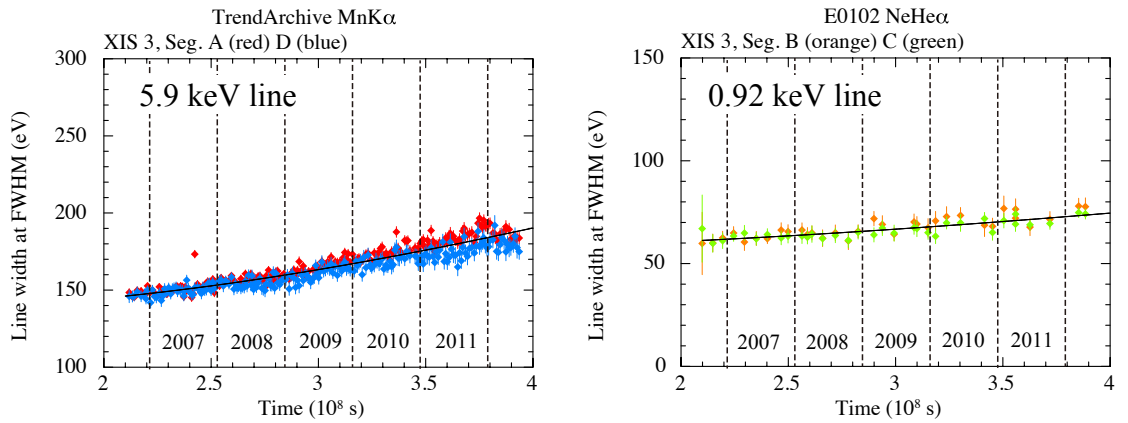 TrendArchive MnKα
XIS 3, Seg. A (red) D (blue)
5.9 keV line
Line width at FWHM (eV)
300
250
200
150
100
2007
2008
2009
2010
2011
2
2.5
3
3.5
4
Time (10⁸ s)
E0102 NeHeα
XIS 3, Seg. B (orange) C (green)
0.92 keV line
Line width at FWHM (eV)
150
100
50
0
2007
2008
2009
2010
2011
2
2.5
3
3.5
4
Time (10⁸ s)